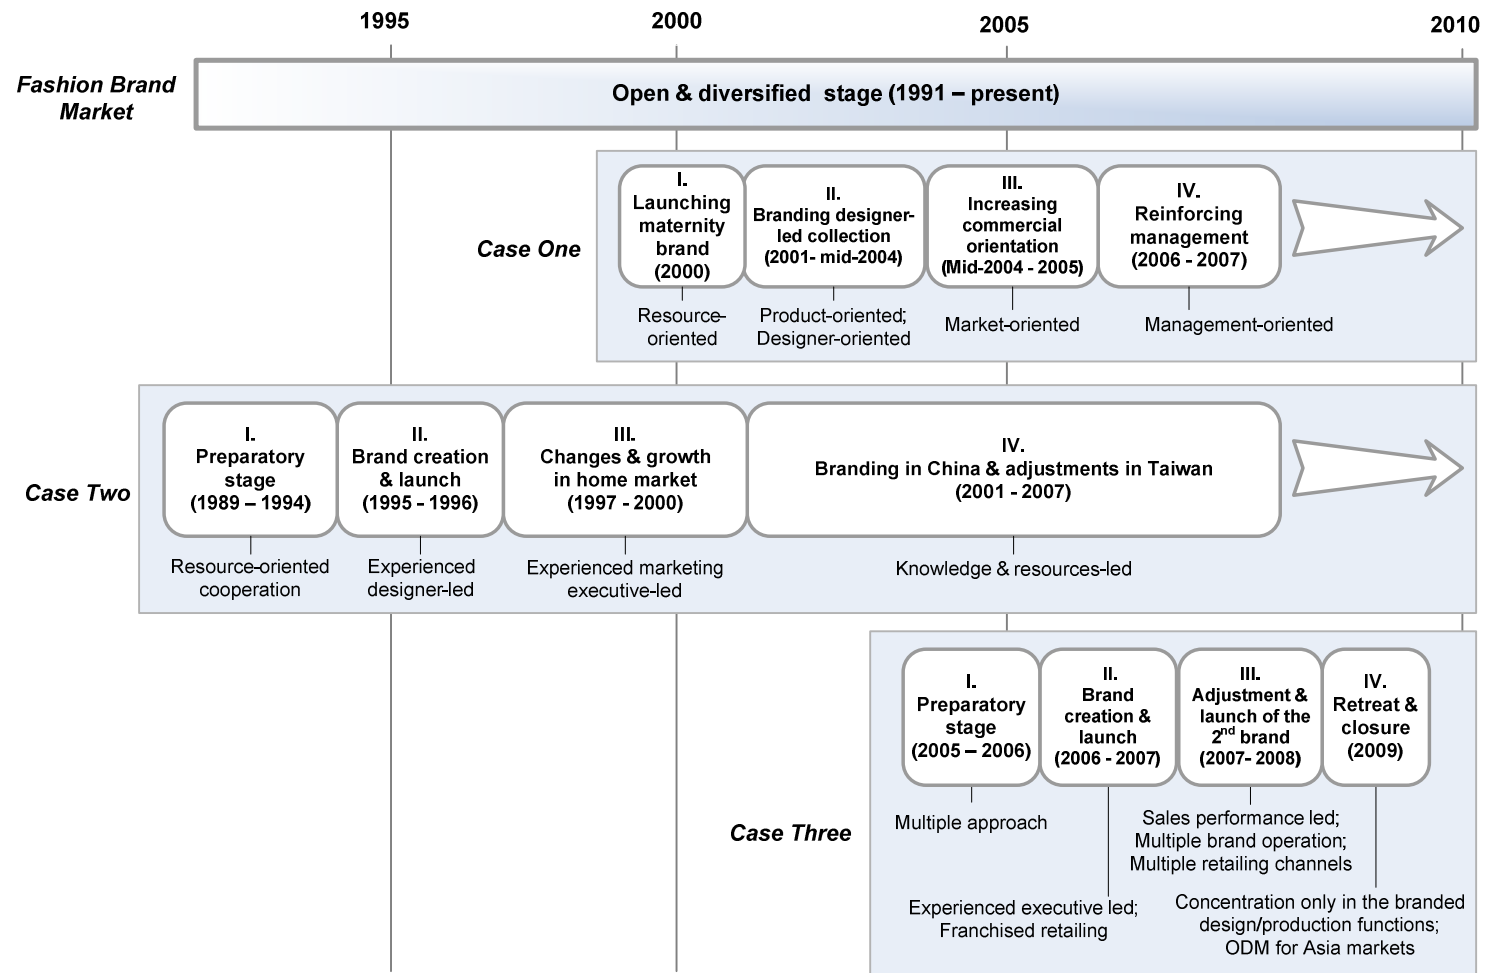 1995
2000
2005
2010
Fashion Brand
Market
Open & diversified stage (1991 – present)
Case One
I.
Launching
maternity
brand
(2000)
II.
Branding designer-
led collection
(2001- mid-2004)
III.
Increasing
commercial
orientation
(Mid-2004 - 2005)
IV.
Reinforcing
management
(2006 - 2007)
Resource-
oriented
Product-oriented;
Designer-oriented
Market-oriented
Management-oriented
Case Two
I.
Preparatory
stage
(1989 – 1994)
II.
Brand creation
& launch
(1995 - 1996)
III.
Changes & growth
in home market
(1997 - 2000)
IV.
Branding in China & adjustments in Taiwan
(2001 - 2007)
Resource-oriented
cooperation
Experienced
designer-led
Experienced marketing
executive-led
Knowledge & resources-led
Case Three
I.
Preparatory
stage
(2005 – 2006)
II.
Brand
creation &
launch
(2006 - 2007)
III.
Adjustment &
launch of the
2nd brand
(2007- 2008)
IV.
Retreat &
closure
(2009)
Multiple approach
Experienced executive led;
Franchised retailing
Sales performance led;
Multiple brand operation;
Multiple retailing channels
Concentration only in the branded
design/production functions;
ODM for Asia markets